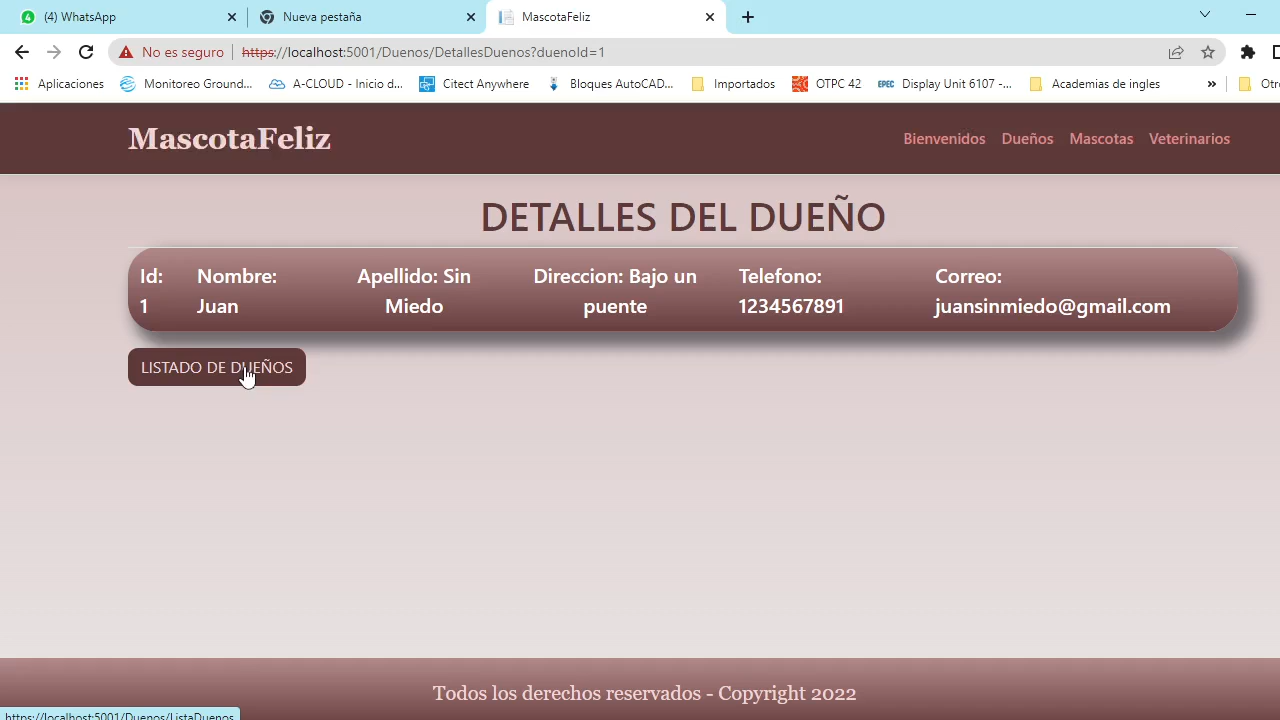 (4) WhatsApp
Nueva pestaña
MascotaFeliz
No es seguro
https://localhost:5001/Duenos/DetallesDuenos?duenoId=1
Aplicaciones
Monitoreo Ground...
A-CLOUD - Inicio d...
Citect Anywhere
Bloques AutoCAD...
Importados
OTPC 42
EPEC
Display Unit 6107 -...
Academias de ingles
»
Otro
MascotaFeliz
Bienvenidos
Dueños
Mascotas
Veterinarios
DETALLES DEL DUEÑO
Id:
1
Nombre:
Juan
Apellido: Sin
Miedo
Direccion: Bajo un
puente
Telefono:
1234567891
Correo:
juansinmiedo@gmail.com
LISTADO DE DUEÑOS
Todos los derechos reservados - Copyright 2022
https://localhost:5001/Duenos/ListaDuenos